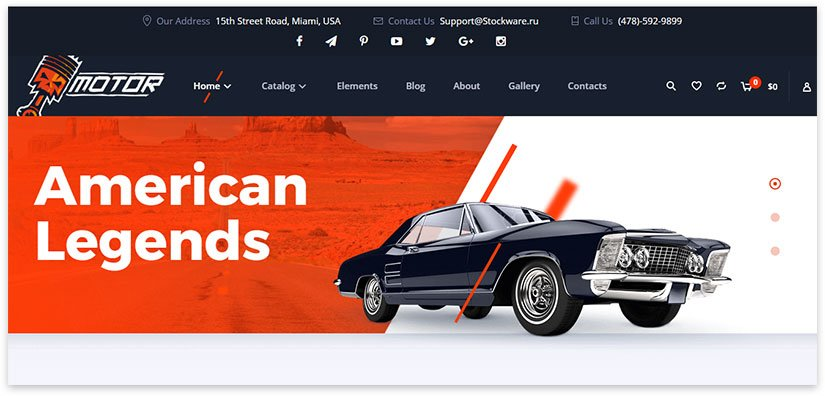 Our Address 15th Street Road, Miami, USA Contact Us Support@Stockware.ru Call Us (478)-592-9899
MOTOR Home Catalog Elements Blog About Gallery Contacts 0 $0
American
Legends